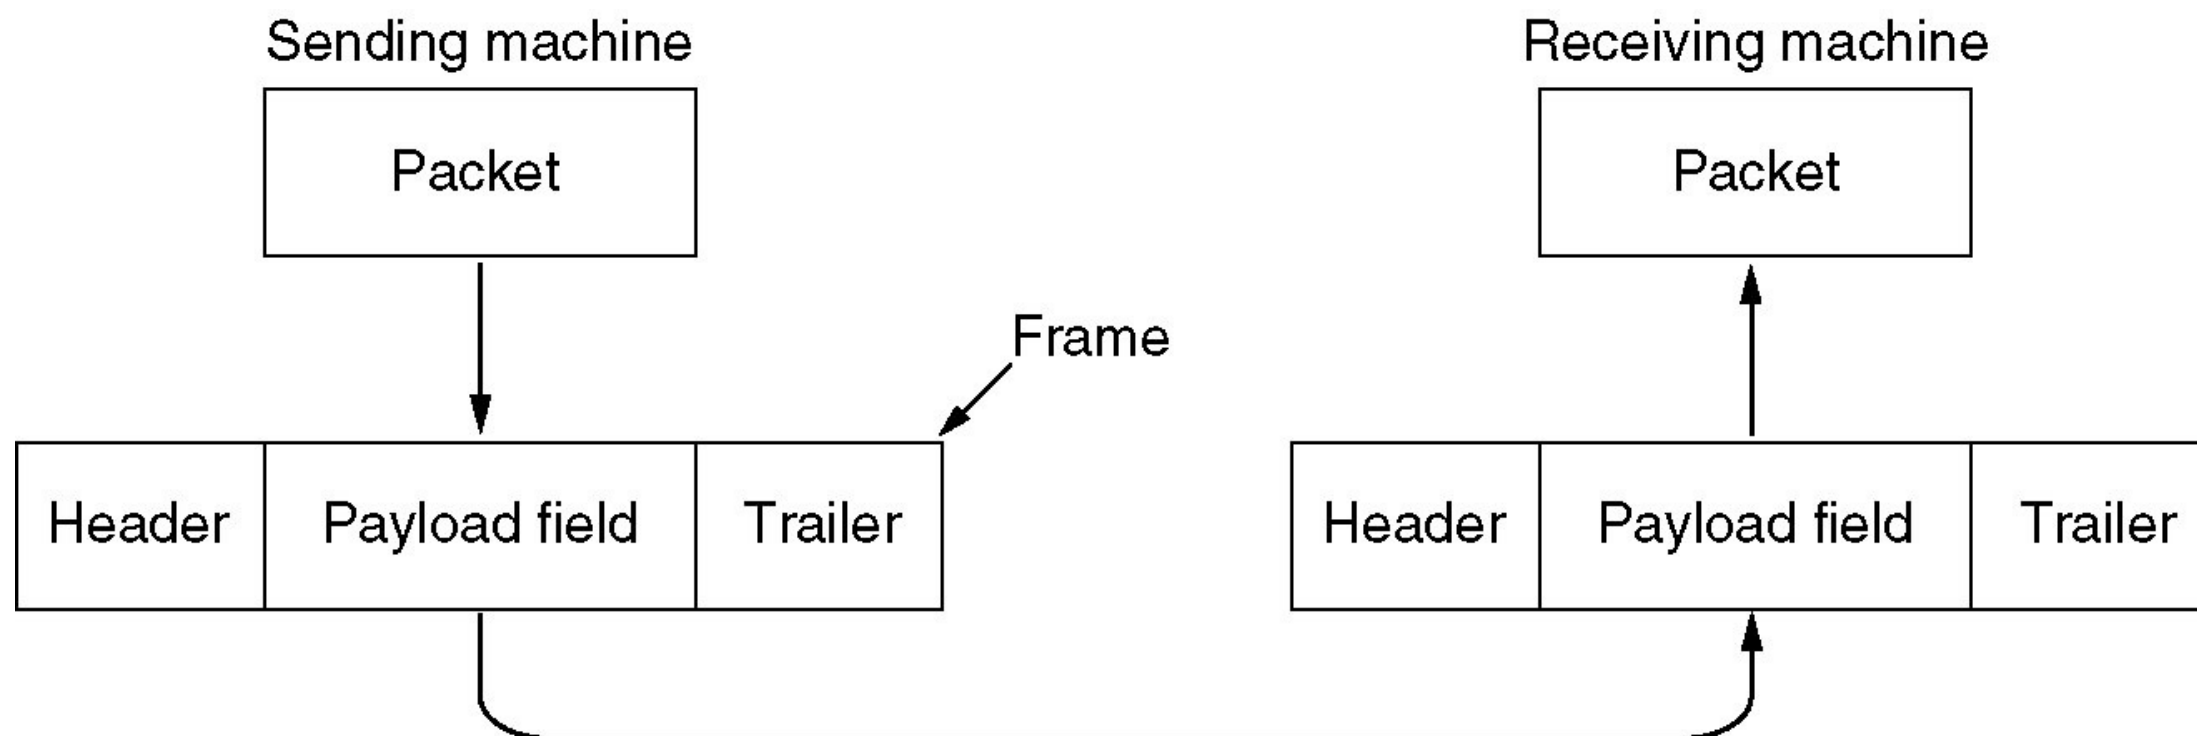 Sending machine
Receiving machine
Packet
Packet
Frame
Header
Payload field
Trailer
Header
Payload field
Trailer